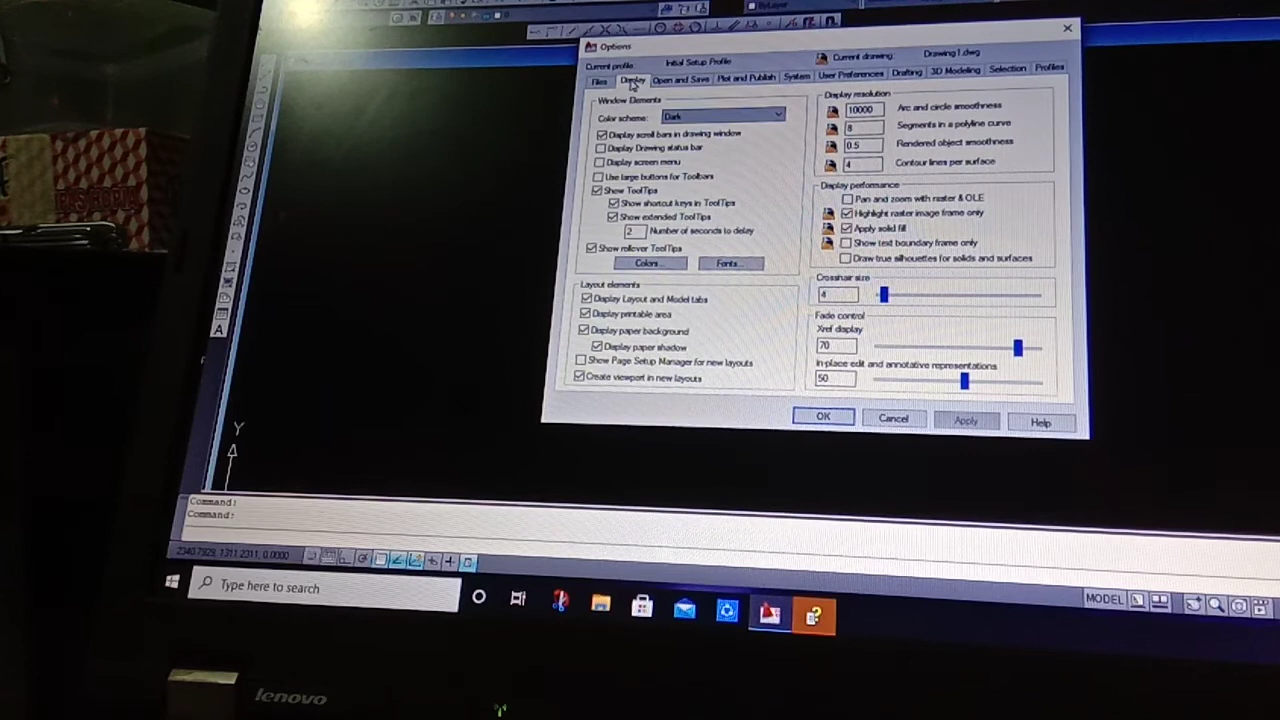 ByLayer
Options
Current profile: Initial Setup Profile Current drawing: Drawing1.dwg
Files Display Open and Save Plot and Publish System User Preferences Drafting 3D Modeling Selection Profiles
Window Elements
Color scheme: Dark
Display scroll bars in drawing window
Display Drawing status bar
Display screen menu
Use large buttons for Toolbars
Show ToolTips
Show shortcut keys in ToolTips
Show extended ToolTips
2 Number of seconds to delay
Show rollover ToolTips
Colors... Fonts...
Layout elements
Display Layout and Model tabs
Display printable area
Display paper background
Display paper shadow
Show Page Setup Manager for new layouts
Create viewport in new layouts
Display resolution
10000 Arc and circle smoothness
8 Segments in a polyline curve
0.5 Rendered object smoothness
4 Contour lines per surface
Display performance
Pan and zoom with raster & OLE
Highlight raster image frame only
Apply solid fill
Show text boundary frame only
Draw true silhouettes for solids and surfaces
Crosshair size
4
Fade control
Xref display
70
In-place edit and annotative representations
50
OK Cancel Apply Help
A
Y
Command:
Command:
2340.7929, 1311.2311, 0.0000
MODEL
Type here to search
lenovo